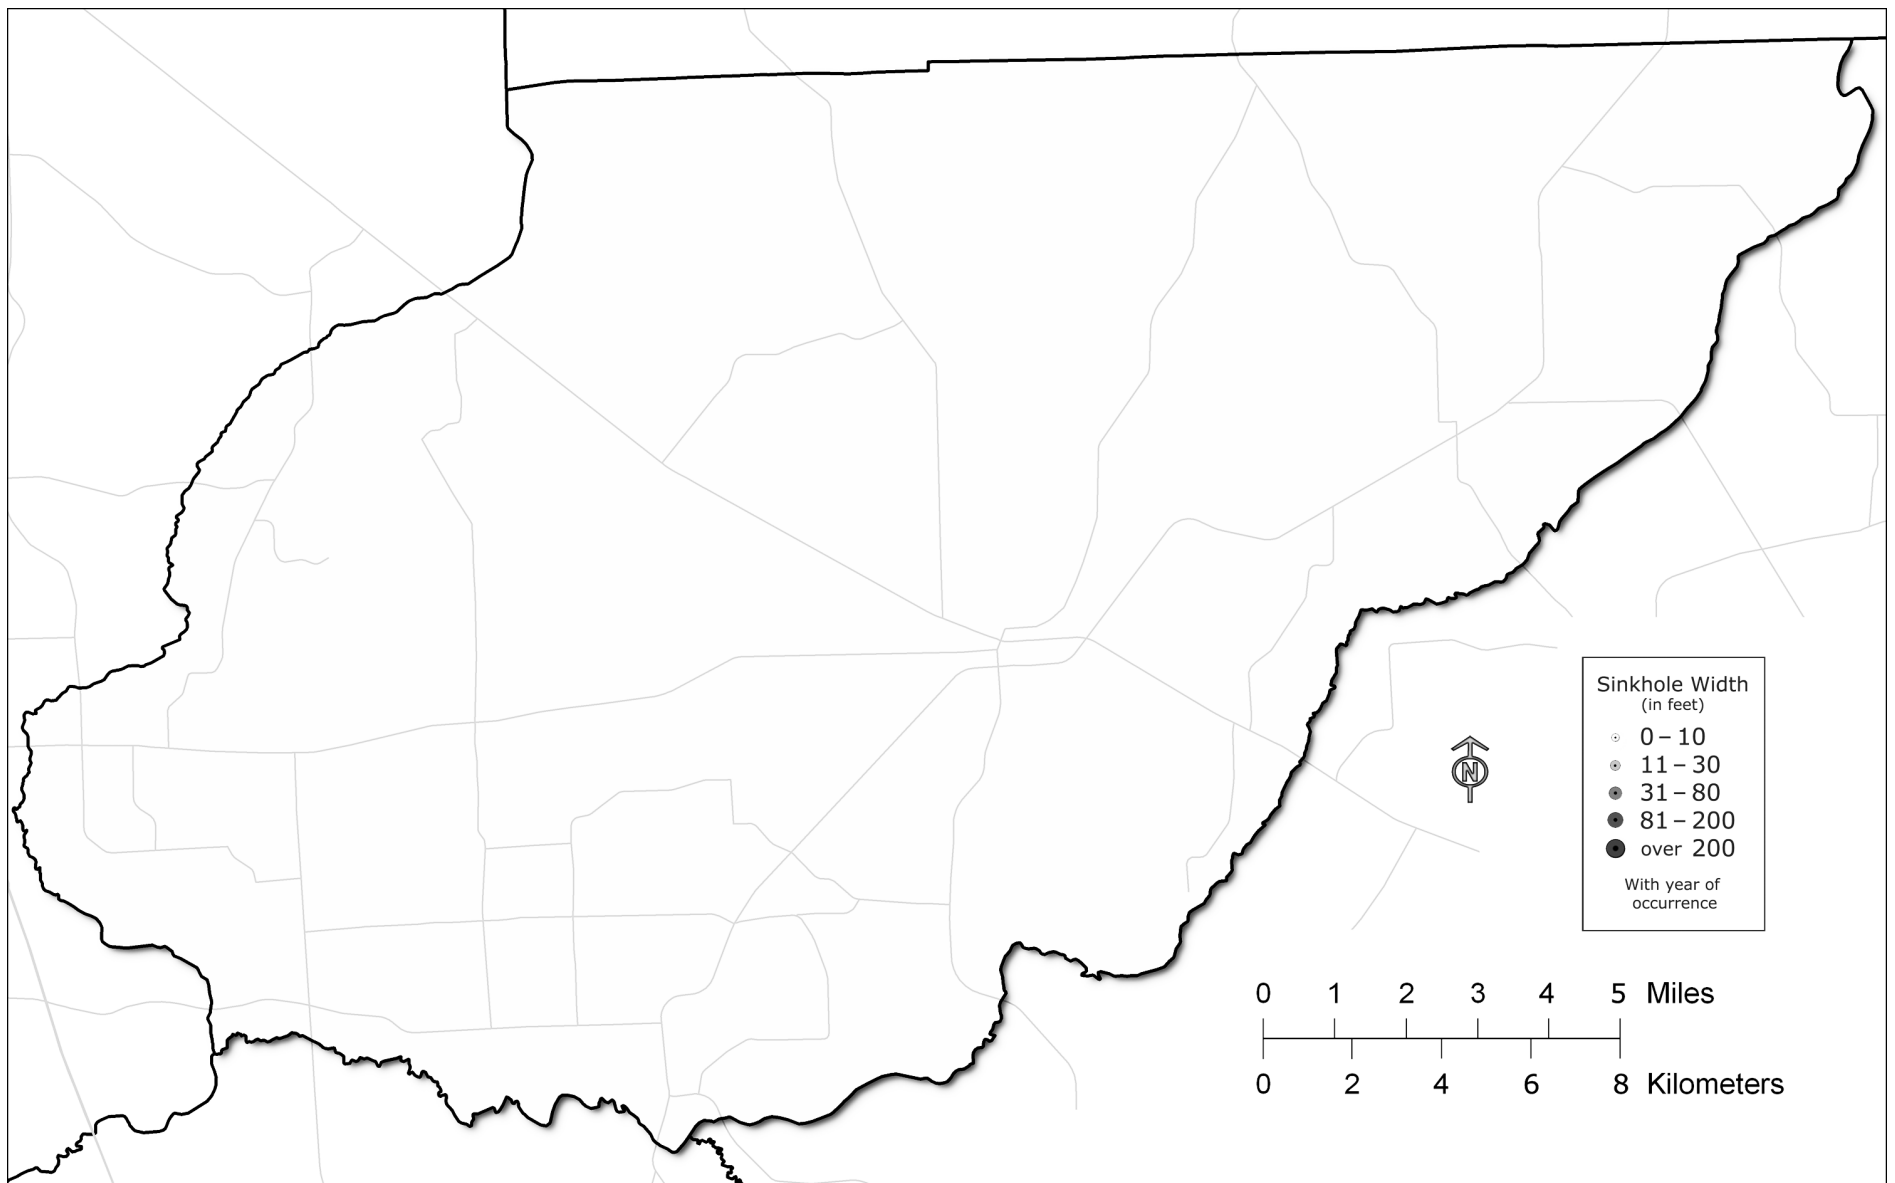 N
Sinkhole Width
(in feet)
0 – 10
11 – 30
31 – 80
81 – 200
over 200
With year of
occurrence
0 1 2 3 4 5 Miles
0 2 4 6 8 Kilometers